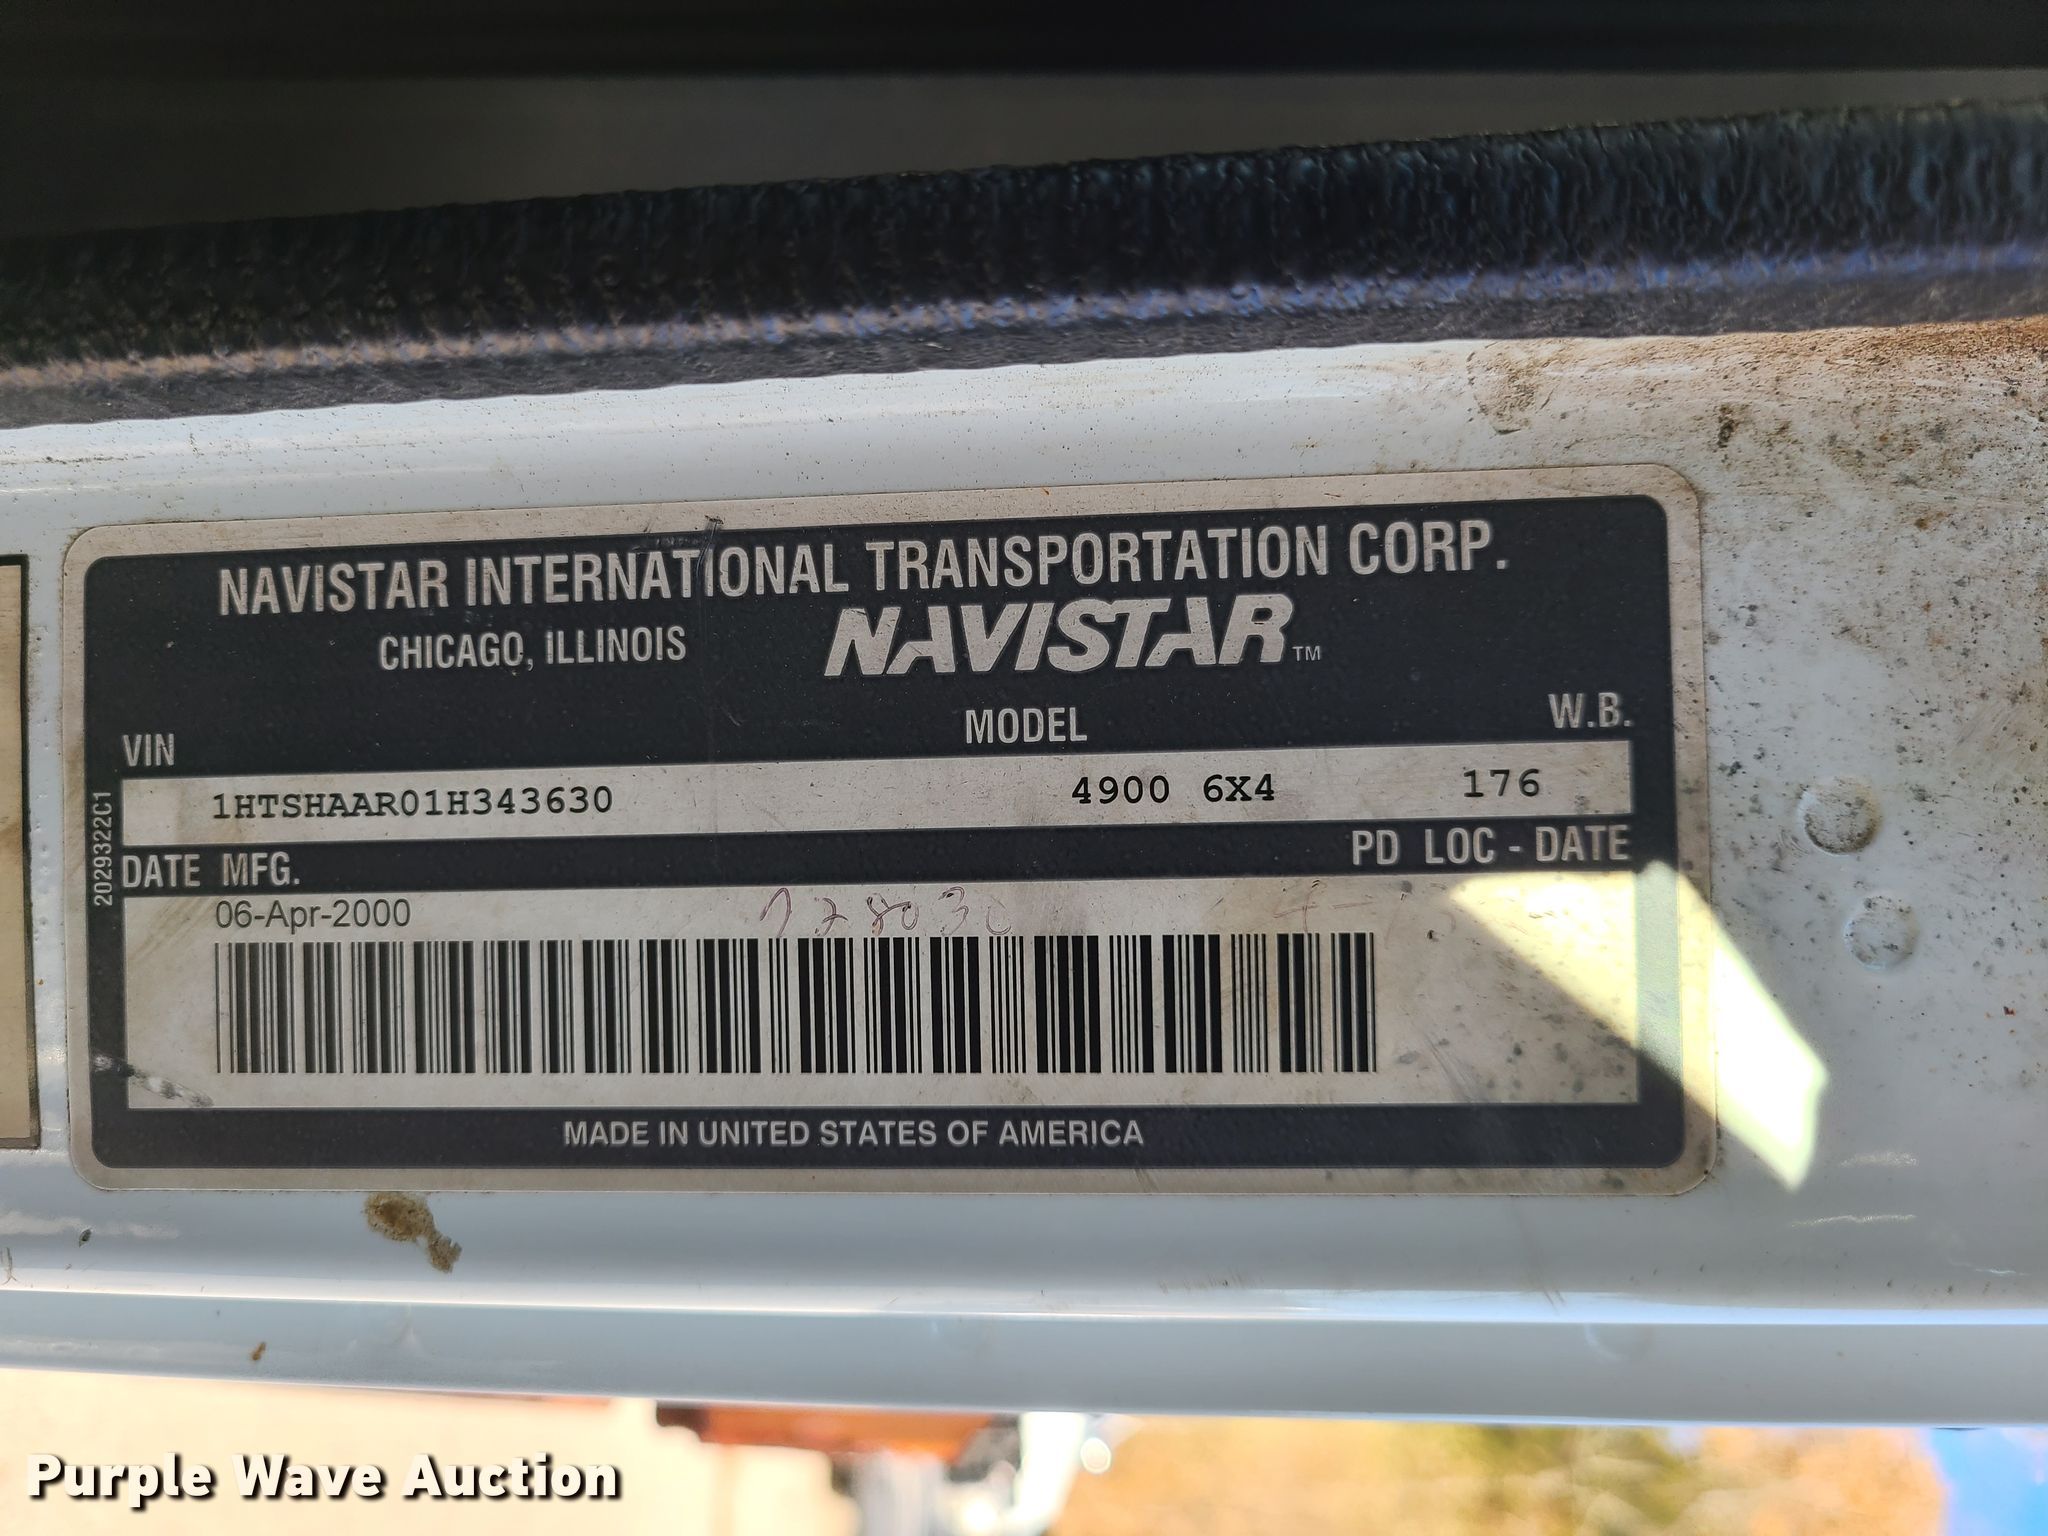 NAVISTAR INTERNATIONAL TRANSPORTATION CORP.
CHICAGO, ILLINOIS
NAVISTAR™
VIN MODEL W.B.
1HTSHAAR01H343630 4900 6X4 176
DATE MFG. PD LOC - DATE
06-Apr-2000
2029322C1
MADE IN UNITED STATES OF AMERICA
Purple Wave Auction